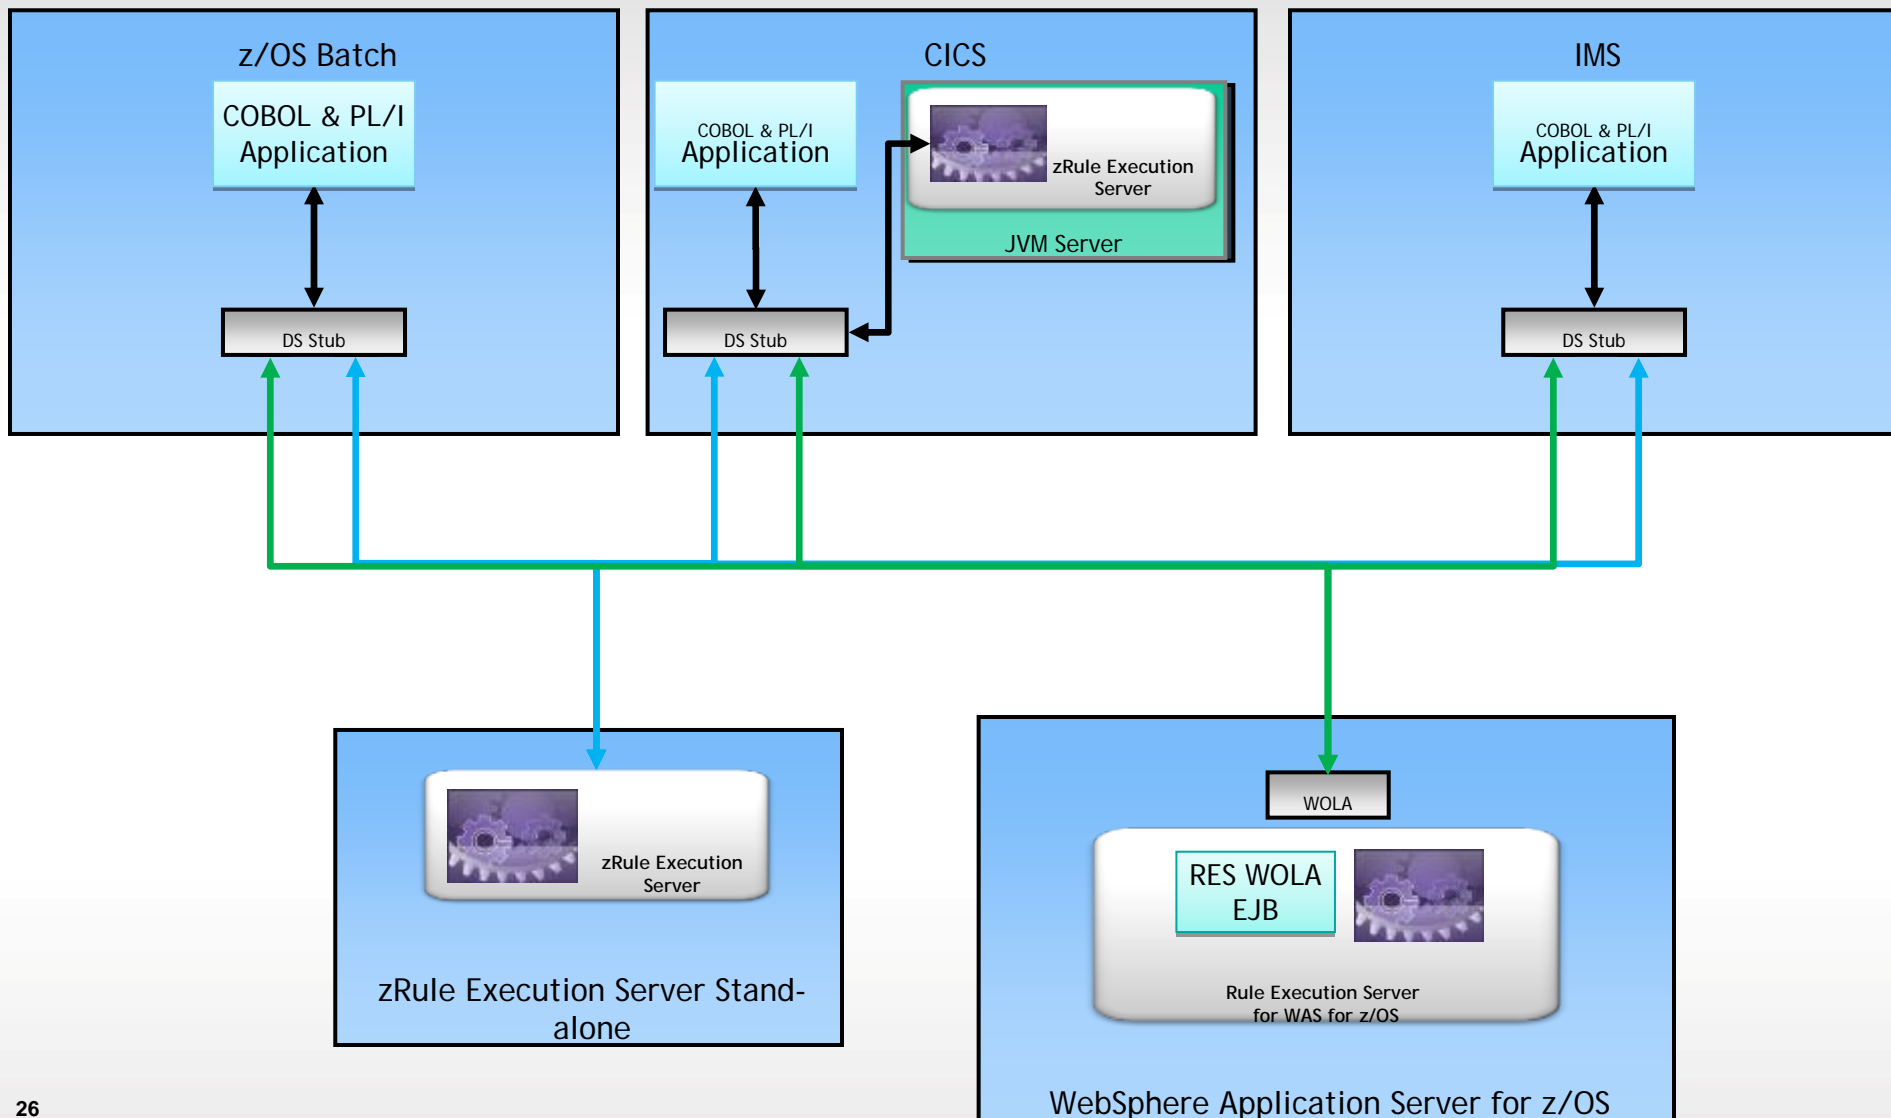 z/OS Batch
COBOL & PL/I
Application
DS Stub
CICS
COBOL & PL/I
Application
zRule Execution
Server
JVM Server
DS Stub
IMS
COBOL & PL/I
Application
DS Stub
zRule Execution
Server
zRule Execution Server Stand-
alone
WOLA
RES WOLA
EJB
Rule Execution Server
for WAS for z/OS
WebSphere Application Server for z/OS
26